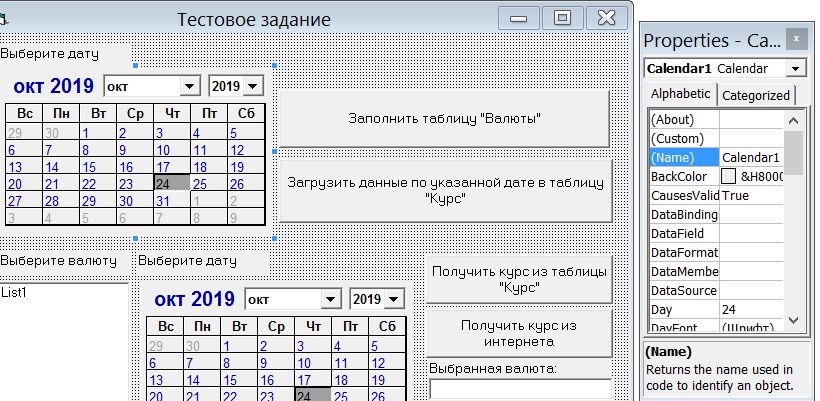 Тестовое задание
Выберите дату
окт 2019 окт 2019
Вс Пн Вт Ср Чт Пт Сб
29 30 1 2 3 4 5
6 7 8 9 10 11 12
13 14 15 16 17 18 19
20 21 22 23 24 25 26
27 28 29 30 31 1 2
3 4 5 6 7 8 9
Заполнить таблицу "Валюты"
Загрузить данные по указанной дате в таблицу
"Курс"
Выберите валюту
List1
Выберите дату
окт 2019 окт 2019
Вс Пн Вт Ср Чт Пт Сб
29 30 1 2 3 4 5
6 7 8 9 10 11 12
13 14 15 16 17 18 19
20 21 22 23 24 25 26
Получить курс из таблицы
"Курс"
Получить курс из
интернета
Выбранная валюта:
Properties - Ca...
Calendar1 Calendar
Alphabetic Categorized
(About)
(Custom)
(Name) Calendar1
BackColor &H8000
CausesValid True
DataBinding
DataField
DataFormat
DataMembe
DataSource
Day 24
DayFont (Шрифт)
(Name)
Returns the name used in
code to identify an object.